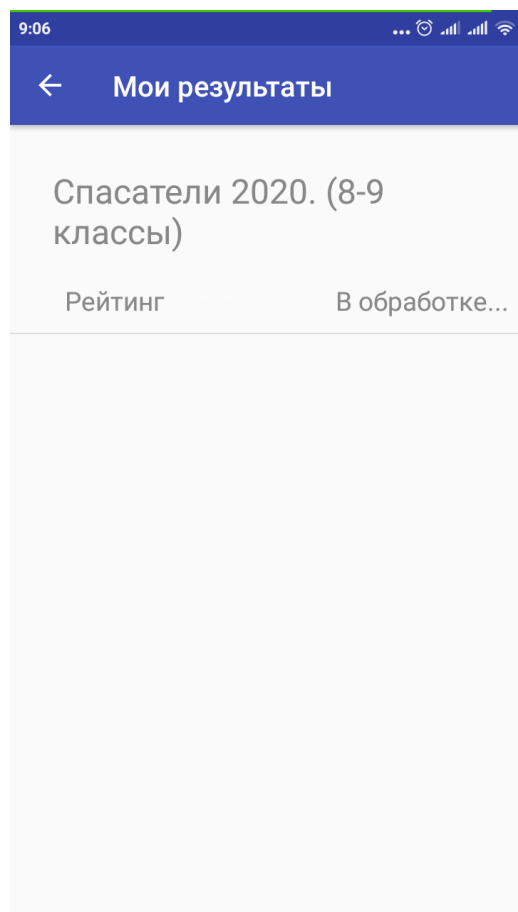 9:06
Мои результаты
Спасатели 2020. (8-9
классы)
Рейтинг В обработке...